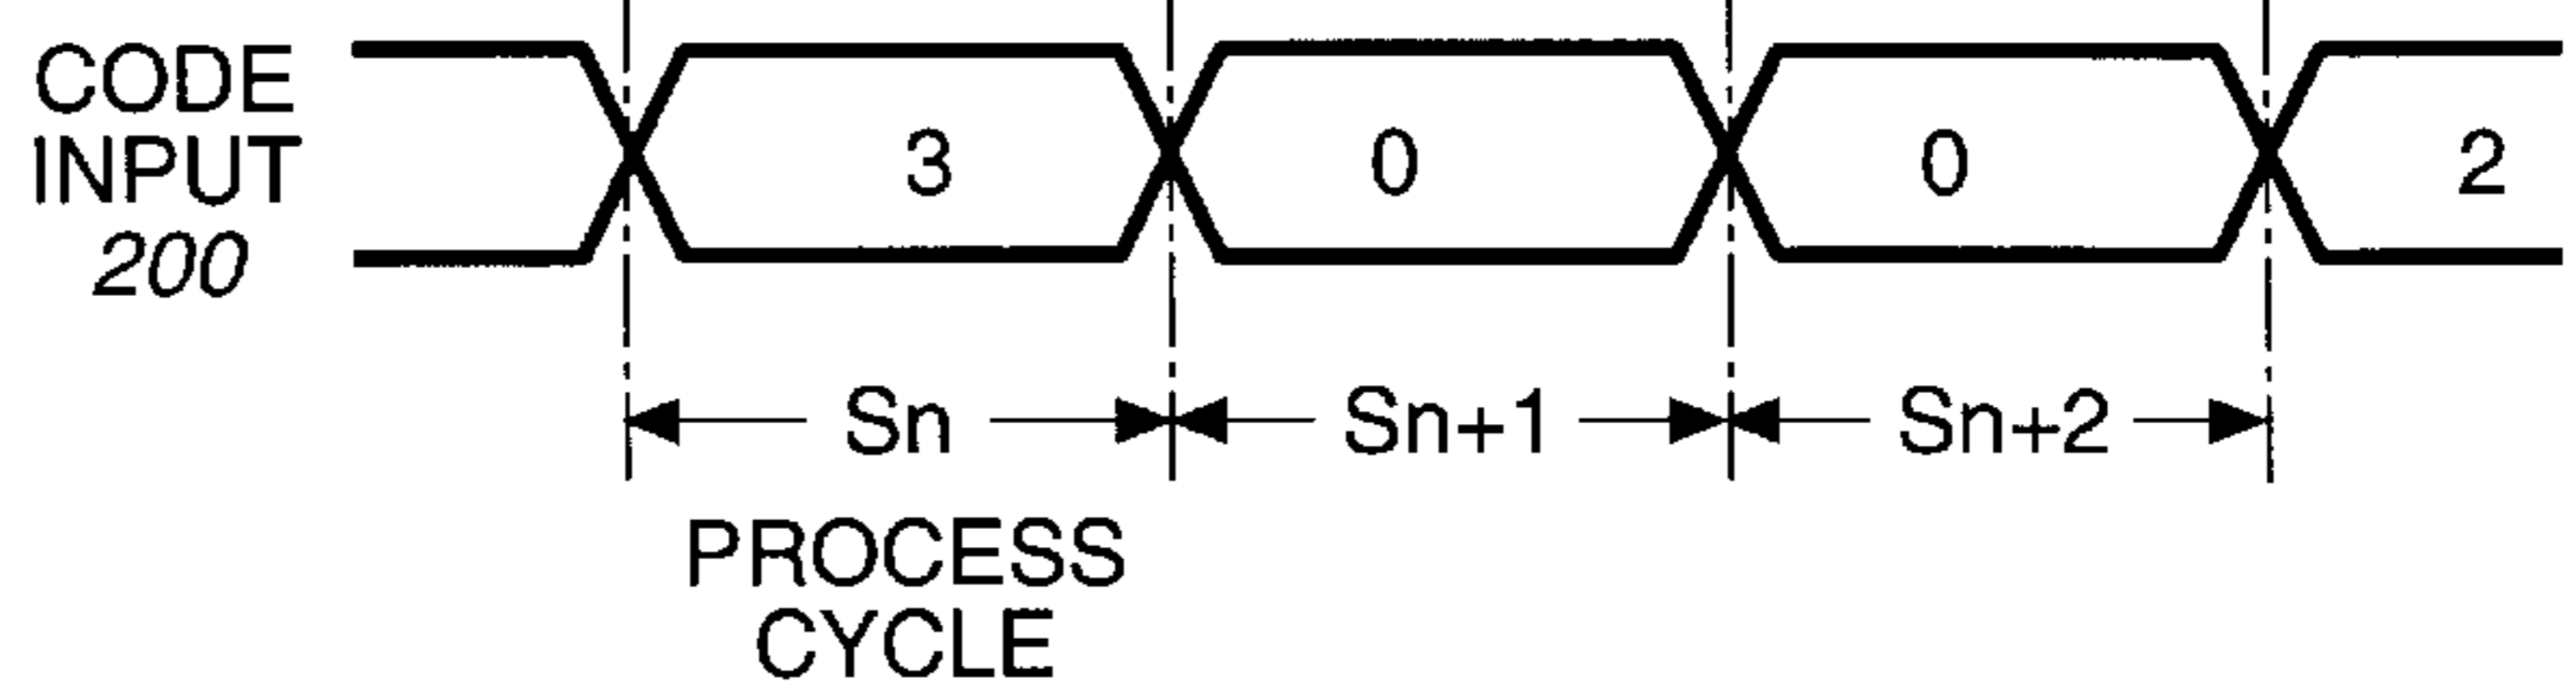 CODE
INPUT
200
3 0 0 2
Sn Sn+1 Sn+2
PROCESS
CYCLE